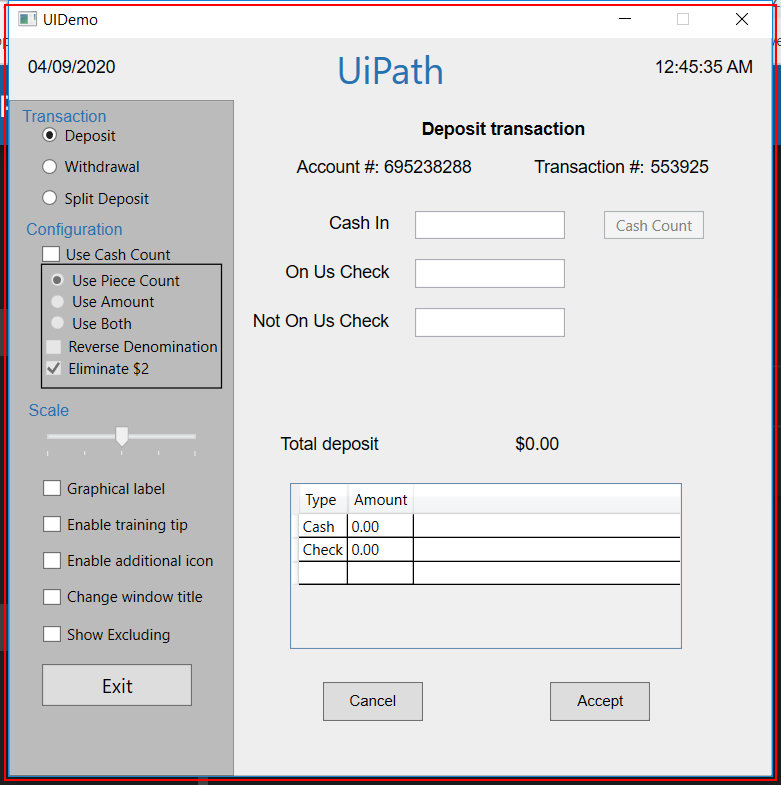 UIDemo
04/09/2020
UiPath
12:45:35 AM
Transaction
Deposit
Withdrawal
Split Deposit
Configuration
Use Cash Count
Use Piece Count
Use Amount
Use Both
Reverse Denomination
Eliminate $2
Scale
Graphical label
Enable training tip
Enable additional icon
Change window title
Show Excluding
Exit
Deposit transaction
Account #: 695238288 Transaction #: 553925
Cash In Cash Count
On Us Check
Not On Us Check
Total deposit $0.00
Type Amount
Cash 0.00
Check 0.00
Cancel Accept